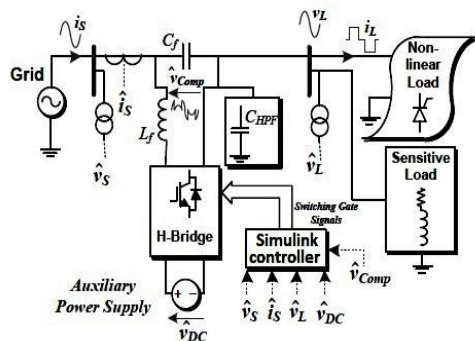 i_S
C_f
v_L
i_L
Grid
v̂_Comp
î_S
Non-
linear Load
L_f
C_HPF
v̂_S
v̂_L
Sensitive
Load
H-Bridge
Switching Gate
Signals
Simulink
controller
v̂_Comp
Auxiliary
Power Supply
+ -
v̂_DC
v̂_S î_S v̂_L v̂_DC